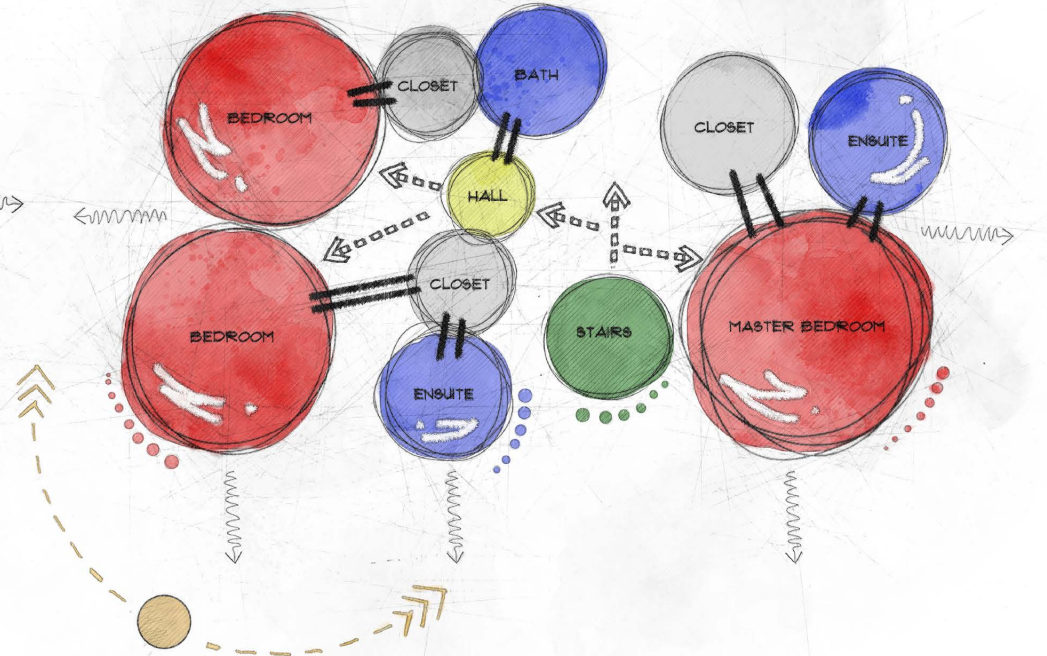 BEDROOM
CLOSET
BATH
HALL
CLOSET
ENSUITE
BEDROOM
CLOSET
ENSUITE
STAIRS
MASTER BEDROOM